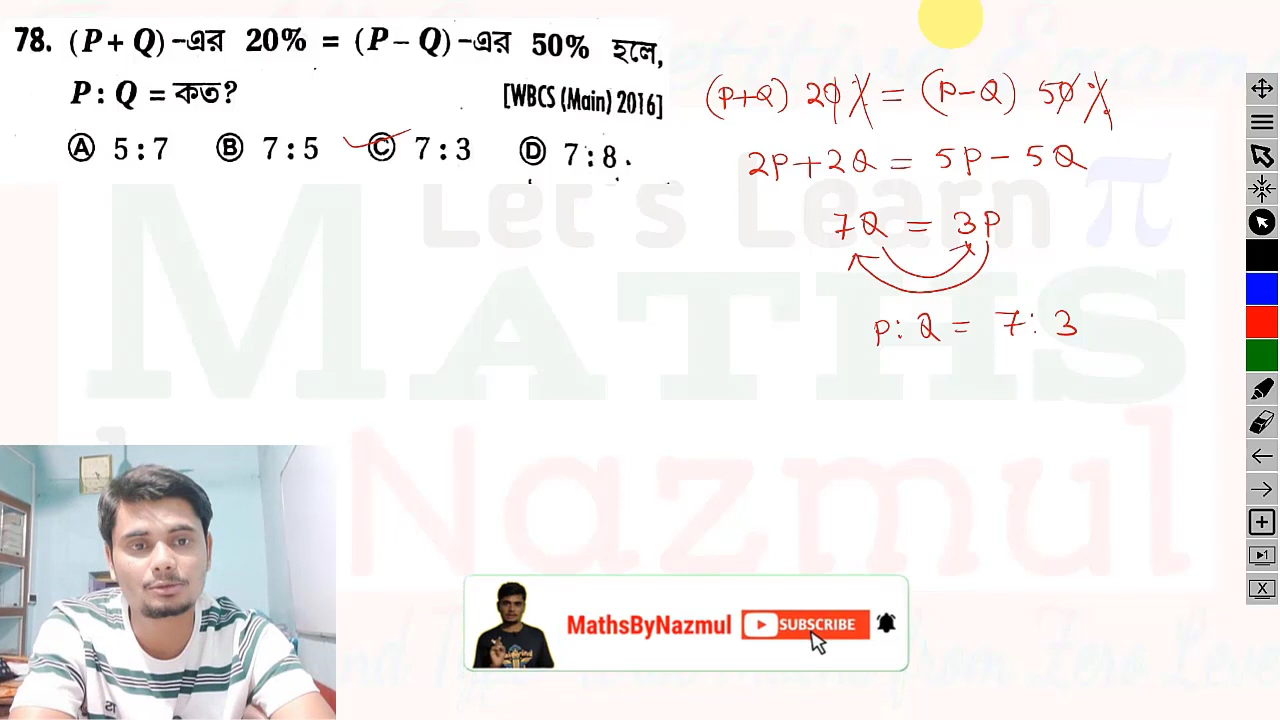 78. (P + Q) -এর 20% = (P – Q) -এর 50% হলে,
P : Q = কত?
[WBCS (Main) 2016]
Ⓐ 5 : 7 Ⓑ 7 : 5 Ⓒ 7 : 3 Ⓓ 7 : 8
(P+Q) 20% = (P-Q) 50%
2P+2Q = 5P-5Q
7Q = 3P
P:Q = 7:3
Let's Learn π
MATHS
Nazmul
MathsByNazmul SUBSCRIBE